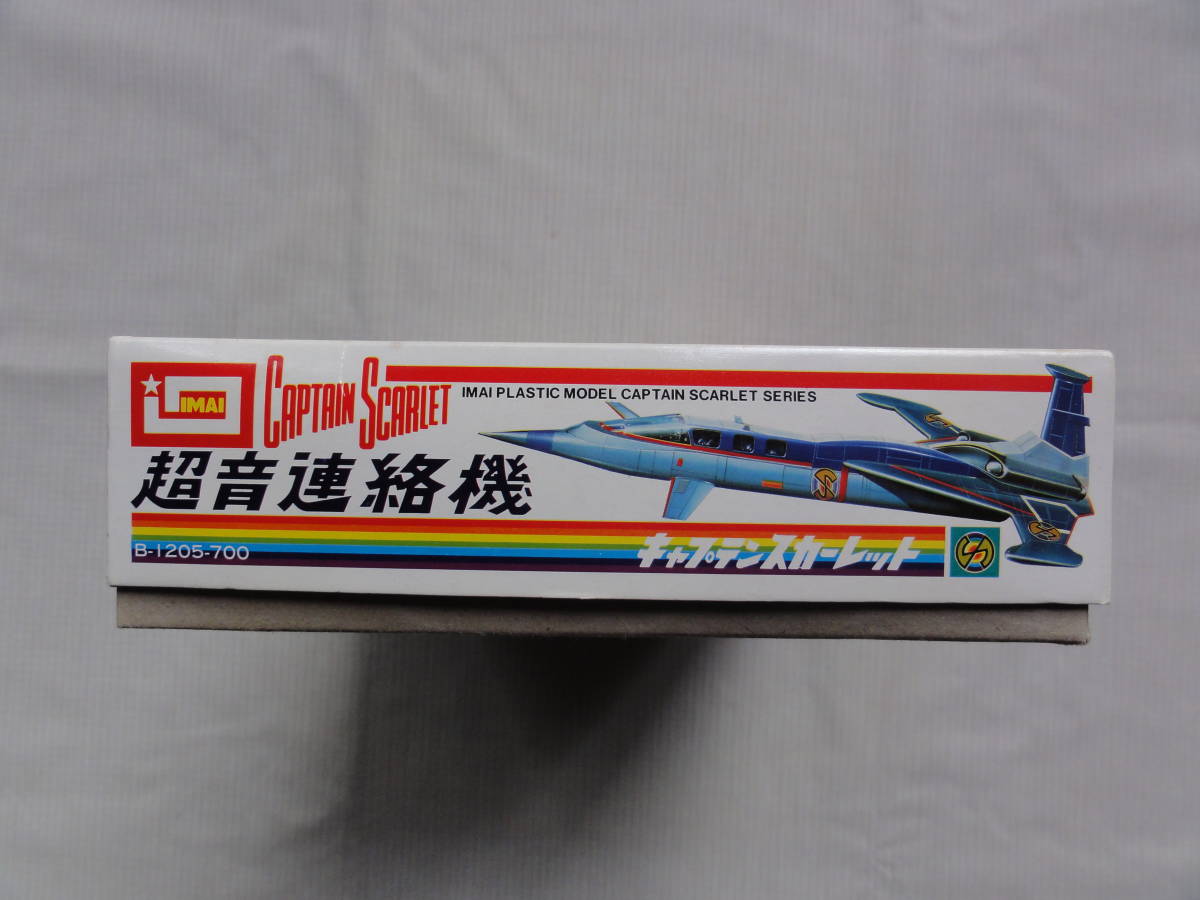 IMAI
CAPTAIN SCARLET
IMAI PLASTIC MODEL CAPTAIN SCARLET SERIES
超音連絡機
B-1205-700
キャプテンスカーレット